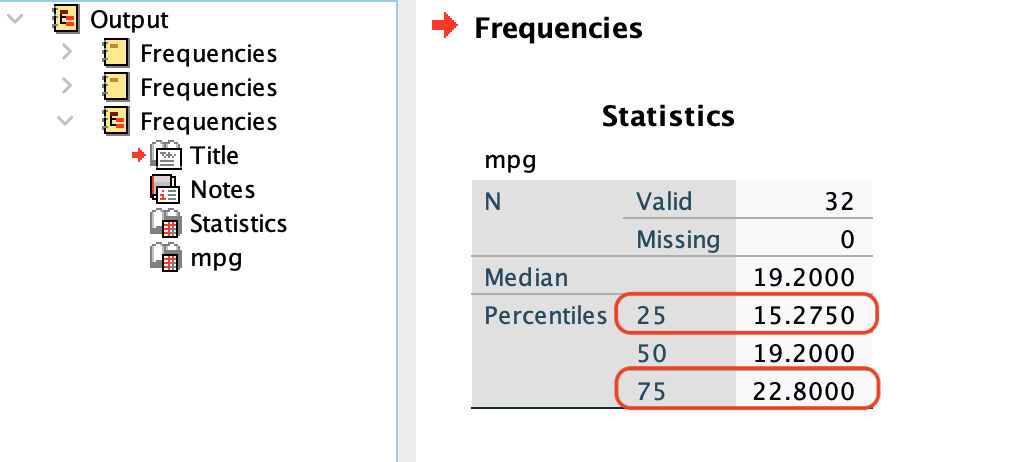 Output
Frequencies
Frequencies
Frequencies
Title
Notes
Statistics
mpg
Frequencies
Statistics
mpg
N Valid 32
Missing 0
Median 19.2000
Percentiles 25 15.2750
50 19.2000
75 22.8000